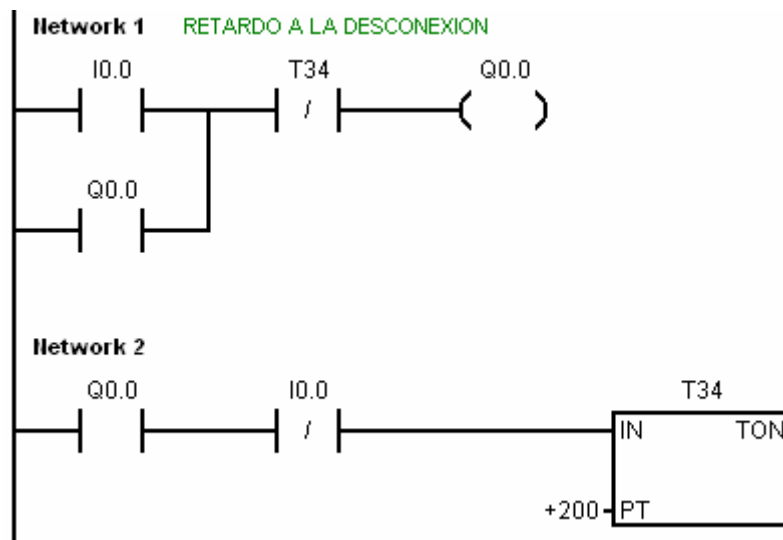 Network 1 RETARDO A LA DESCONEXION
I0.0 T34 Q0.0
/
Q0.0
Network 2
Q0.0 I0.0 T34
/ IN TON
+200 PT